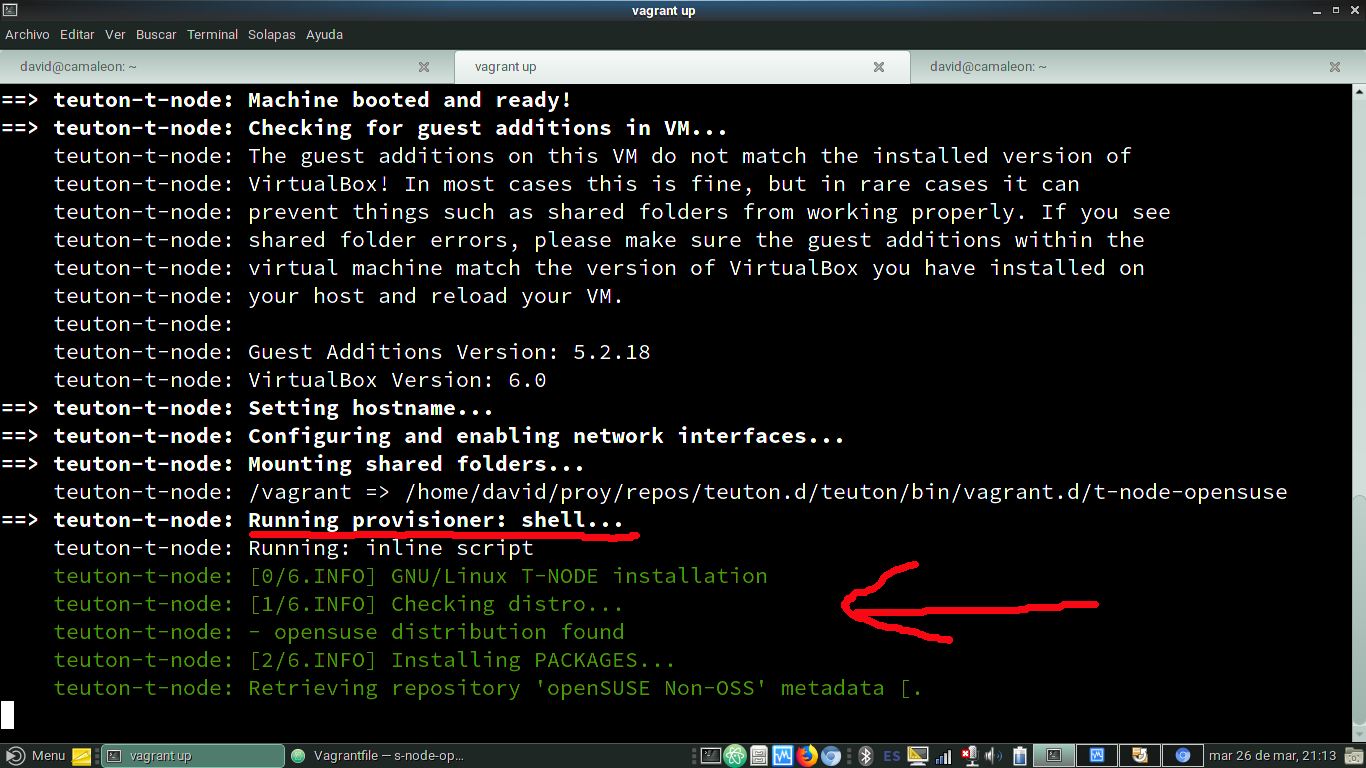 vagrant up
Archivo Editar Ver Buscar Terminal Solapas Ayuda
david@camaleon: ~
vagrant up
david@camaleon: ~
==> teuton-t-node: Machine booted and ready!
==> teuton-t-node: Checking for guest additions in VM...
teuton-t-node: The guest additions on this VM do not match the installed version of
teuton-t-node: VirtualBox! In most cases this is fine, but in rare cases it can
teuton-t-node: prevent things such as shared folders from working properly. If you see
teuton-t-node: shared folder errors, please make sure the guest additions within the
teuton-t-node: virtual machine match the version of VirtualBox you have installed on
teuton-t-node: your host and reload your VM.
teuton-t-node:
teuton-t-node: Guest Additions Version: 5.2.18
teuton-t-node: VirtualBox Version: 6.0
==> teuton-t-node: Setting hostname...
==> teuton-t-node: Configuring and enabling network interfaces...
==> teuton-t-node: Mounting shared folders...
teuton-t-node: /vagrant => /home/david/proy/repos/teuton.d/teuton/bin/vagrant.d/t-node-opensuse
==> teuton-t-node: Running provisioner: shell...
teuton-t-node: Running: inline script
teuton-t-node: [0/6.INFO] GNU/Linux T-NODE installation
teuton-t-node: [1/6.INFO] Checking distro...
teuton-t-node: - opensuse distribution found
teuton-t-node: [2/6.INFO] Installing PACKAGES...
teuton-t-node: Retrieving repository 'openSUSE Non-OSS' metadata [.
Menu vagrant up Vagrantfile — s-node-op... ES mar 26 de mar, 21:13